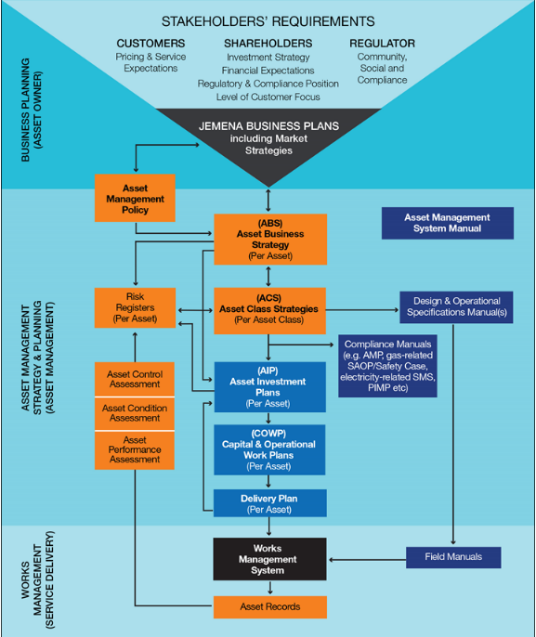 STAKEHOLDERS' REQUIREMENTS
CUSTOMERS
Pricing & Service
Expectations
SHAREHOLDERS
Investment Strategy
Financial Expectations
Regulatory & Compliance Position
Level of Customer Focus
REGULATOR
Community,
Social and
Compliance
BUSINESS PLANNING
(ASSET OWNER)
JEMENA BUSINESS PLANS
including Market
Strategies
Asset
Management
Policy
(ABS)
Asset Business
Strategy
(Per Asset)
Asset Management
System Manual
ASSET MANAGEMENT
STRATEGY & PLANNING
(ASSET MANAGEMENT)
Risk
Registers
(Per Asset)
(ACS)
Asset Class Strategies
(Per Asset Class)
Design & Operational
Specifications Manual(s)
Compliance Manuals
(e.g. AMP, gas-related
SAOP/Safety Case,
electricity-related SMS,
PIMP etc)
Asset Control
Assessment
Asset Condition
Assessment
Asset
Performance
Assessment
(AIP)
Asset Investment
Plans
(Per Asset)
(COWP)
Capital & Operational
Work Plans
(Per Asset)
Delivery Plan
(Per Asset)
WORKS
MANAGEMENT
(SERVICE DELIVERY)
Works
Management
System
Field Manuals
Asset Records